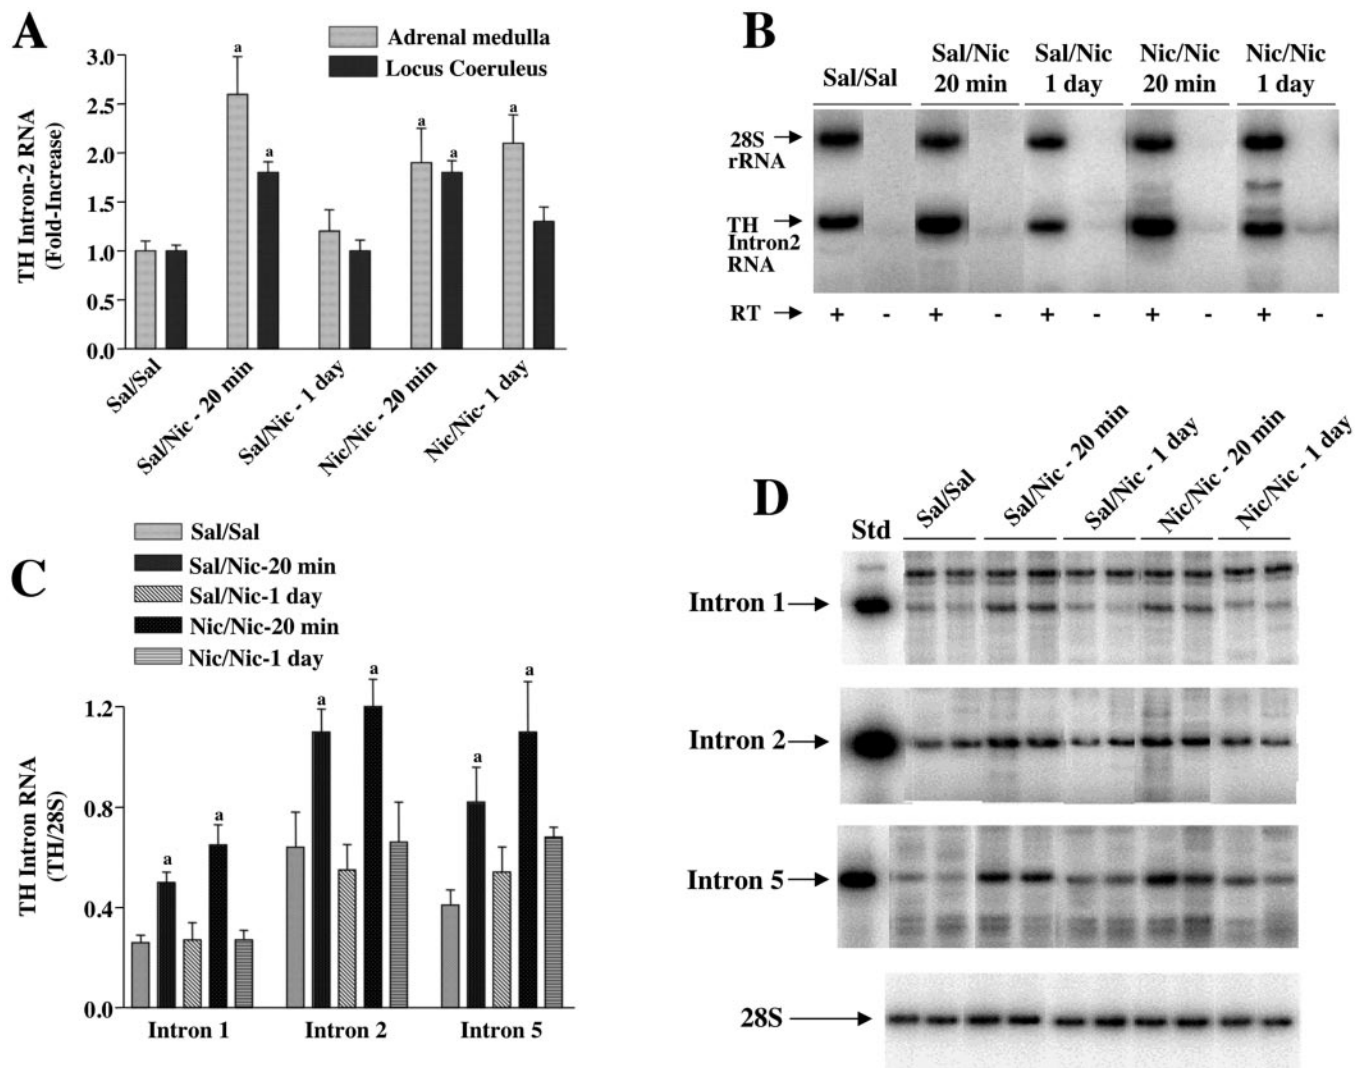 A
Adrenal medulla
Locus Coeruleus
TH Intron-2 RNA
(Fold-Increase)
3.0
2.5
2.0
1.5
1.0
0.5
0.0
a
a
a
a
a
Sal/Sal
Sal/Nic - 20 min
Sal/Nic - 1 day
Nic/Nic - 20 min
Nic/Nic- 1 day
B
Sal/Sal
Sal/Nic
20 min
Sal/Nic
1 day
Nic/Nic
20 min
Nic/Nic
1 day
28S
rRNA
TH
Intron2
RNA
RT
+ - + - + - + - + -
C
Sal/Sal
Sal/Nic-20 min
Sal/Nic-1 day
Nic/Nic-20 min
Nic/Nic-1 day
TH Intron RNA
(TH/28S)
1.2
0.8
0.4
0.0
a
a
a
a
a
a
Intron 1
Intron 2
Intron 5
D
Std
Sal/Sal
Sal/Nic - 20 min
Sal/Nic - 1 day
Nic/Nic - 20 min
Nic/Nic - 1 day
Intron 1
Intron 2
Intron 5
28S